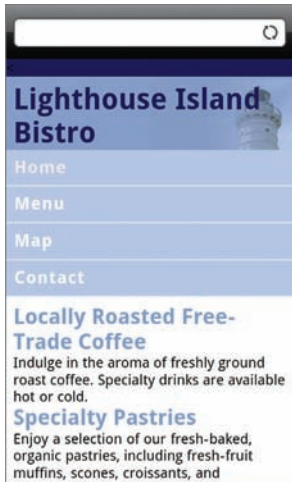 Lighthouse Island
Bistro
Home
Menu
Map
Contact
Locally Roasted Free-
Trade Coffee
Indulge in the aroma of freshly ground
roast coffee. Specialty drinks are available
hot or cold.
Specialty Pastries
Enjoy a selection of our fresh-baked,
organic pastries, including fresh-fruit
muffins, scones, croissants, and